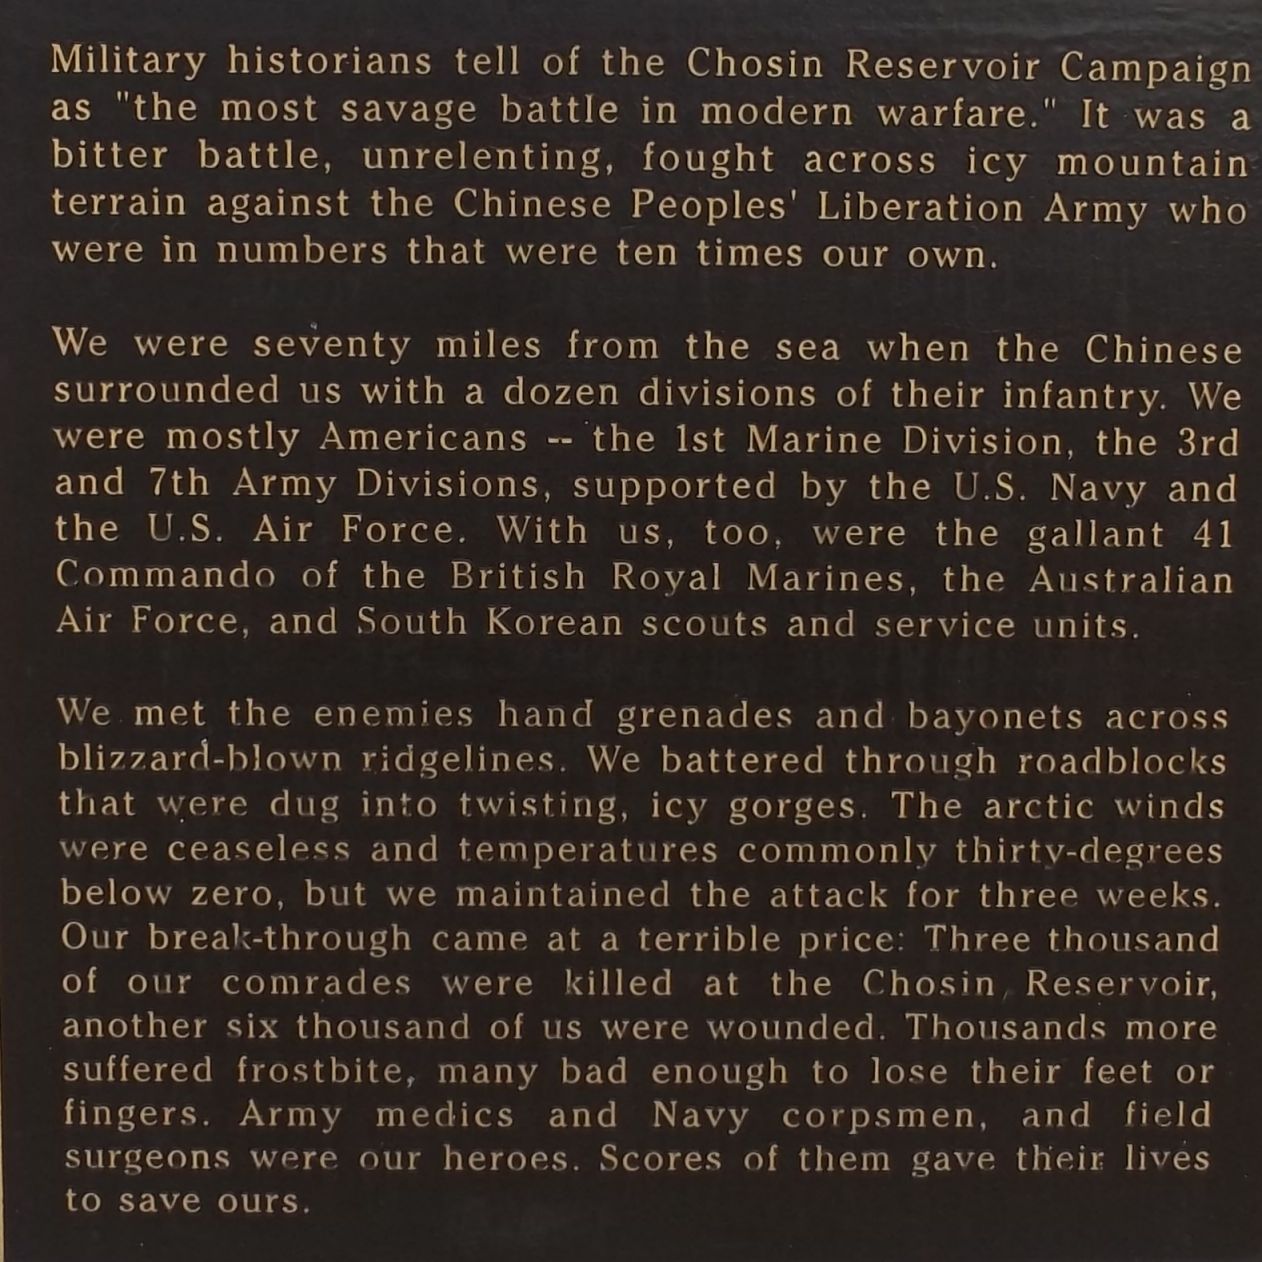 Military historians tell of the Chosin Reservoir Campaign
as "the most savage battle in modern warfare." It was a
bitter battle, unrelenting, fought across icy mountain
terrain against the Chinese Peoples' Liberation Army who
were in numbers that were ten times our own.
We were seventy miles from the sea when the Chinese
surrounded us with a dozen divisions of their infantry. We
were mostly Americans -- the 1st Marine Division, the 3rd
and 7th Army Divisions, supported by the U.S. Navy and
the U.S. Air Force. With us, too, were the gallant 41
Commando of the British Royal Marines, the Australian
Air Force, and South Korean scouts and service units.
We met the enemies hand grenades and bayonets across
blizzard-blown ridgelines. We battered through roadblocks
that were dug into twisting, icy gorges. The arctic winds
were ceaseless and temperatures commonly thirty-degrees
below zero, but we maintained the attack for three weeks.
Our break-through came at a terrible price: Three thousand
of our comrades were killed at the Chosin Reservoir,
another six thousand of us were wounded. Thousands more
suffered frostbite, many bad enough to lose their feet or
fingers. Army medics and Navy corpsmen, and field
surgeons were our heroes. Scores of them gave their lives
to save ours.